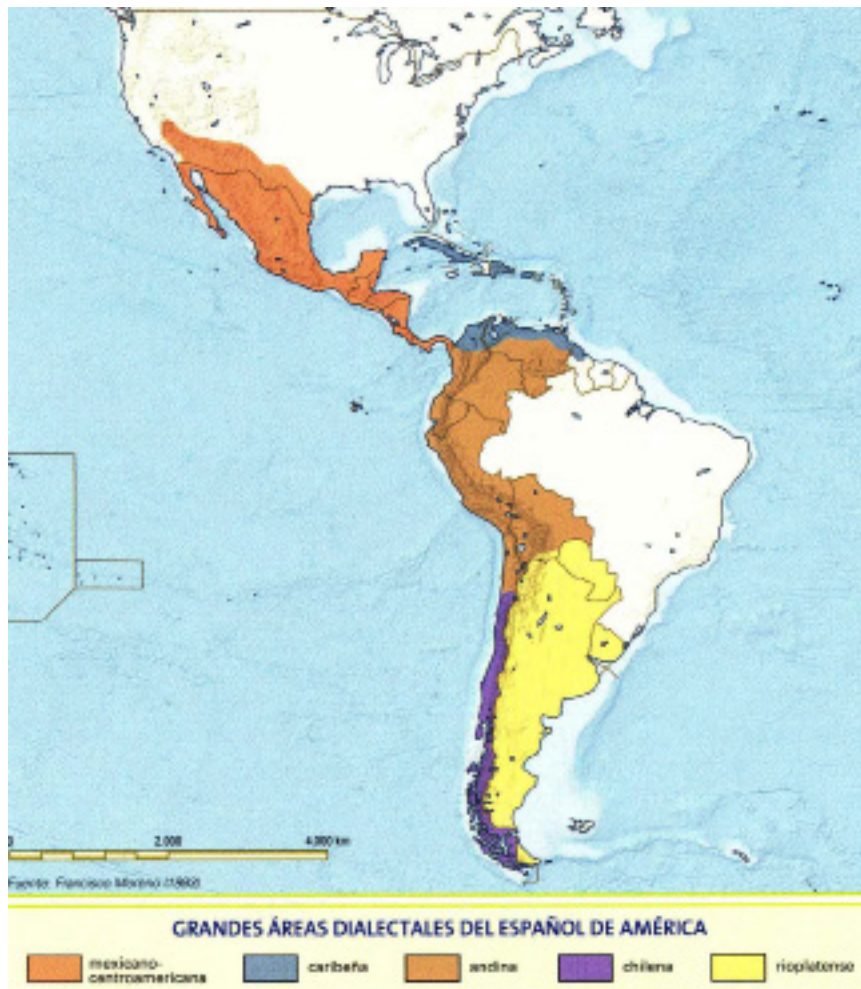 0 2.000 4.000 km
Fuente: Francisco Moreno (1993)
GRANDES ÁREAS DIALECTALES DEL ESPAÑOL DE AMÉRICA
mexicano-
centroamericana
caribeña
andina
chilena
rioplatense